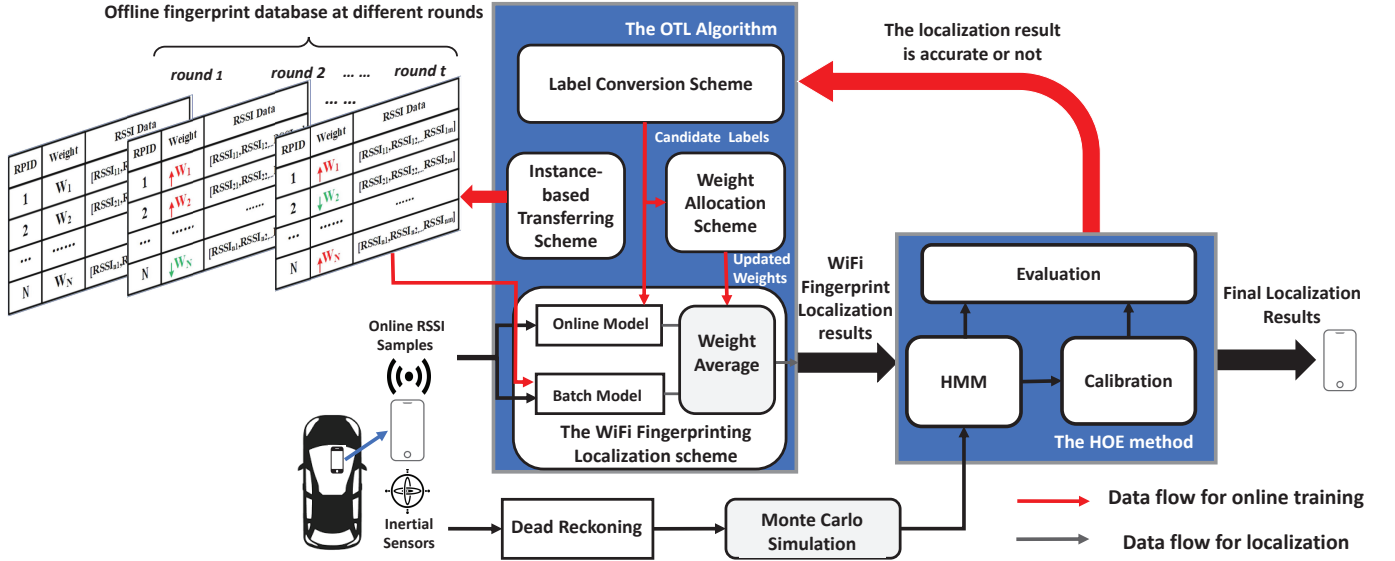 Offline fingerprint database at different rounds
round 1
round 2
... ...
round t
... ...
RPID
Weight
RSSI Data
1
W1
[RSSI11,R
2
W2
[RSSI21,R
......
...
N
WN
[RSSIn1,R
RPID
Weight
RSSI Data
1
W1
[RSSI11,RSSI12,..
2
W2
[RSSI21,RSSI22,..
...
......
......
N
WN
[RSSIn1,RSSIn2,..
RPID
Weight
RSSI Data
1
W1
[RSSI11,RSSI12,...RSSI1m]
2
W2
[RSSI21,RSSI22,...RSSI2m]
...
......
......
N
WN
[RSSIn1,RSSIn2,...RSSInm]
The OTL Algorithm
Label Conversion Scheme
Candidate Labels
Instance-
based
Transferring
Scheme
Weight
Allocation
Scheme
Updated
Weights
Online Model
Batch Model
Weight
Average
The WiFi Fingerprinting
Localization scheme
Online RSSI
Samples
Inertial
Sensors
Dead Reckoning
Monte Carlo
Simulation
WiFi
Fingerprint
Localization
results
The localization result
is accurate or not
Evaluation
HMM
Calibration
The HOE method
Final Localization
Results
Data flow for online training
Data flow for localization